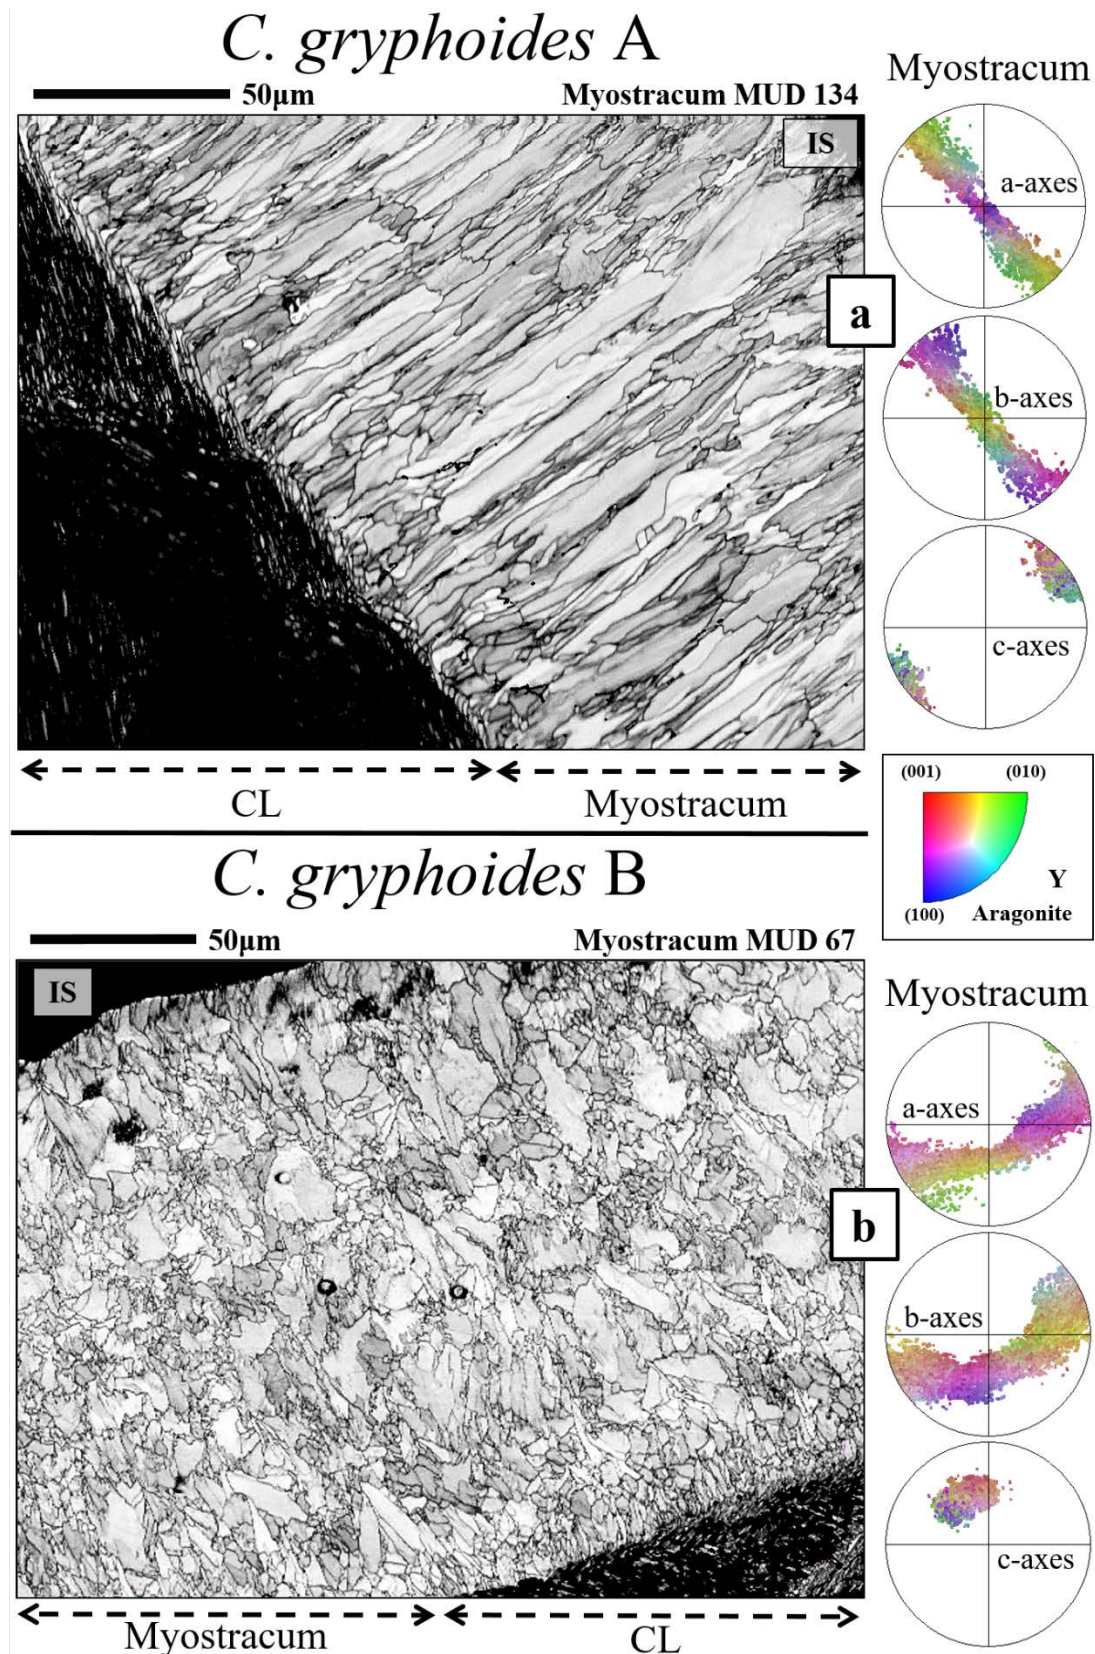 C. gryphoides A
50µm Myostracum MUD 134
IS
a
CL Myostracum
Myostracum
a-axes
b-axes
c-axes
(001) (010)
Y
(100) Aragonite
C. gryphoides B
50µm Myostracum MUD 67
IS
b
Myostracum CL
Myostracum
a-axes
b-axes
c-axes